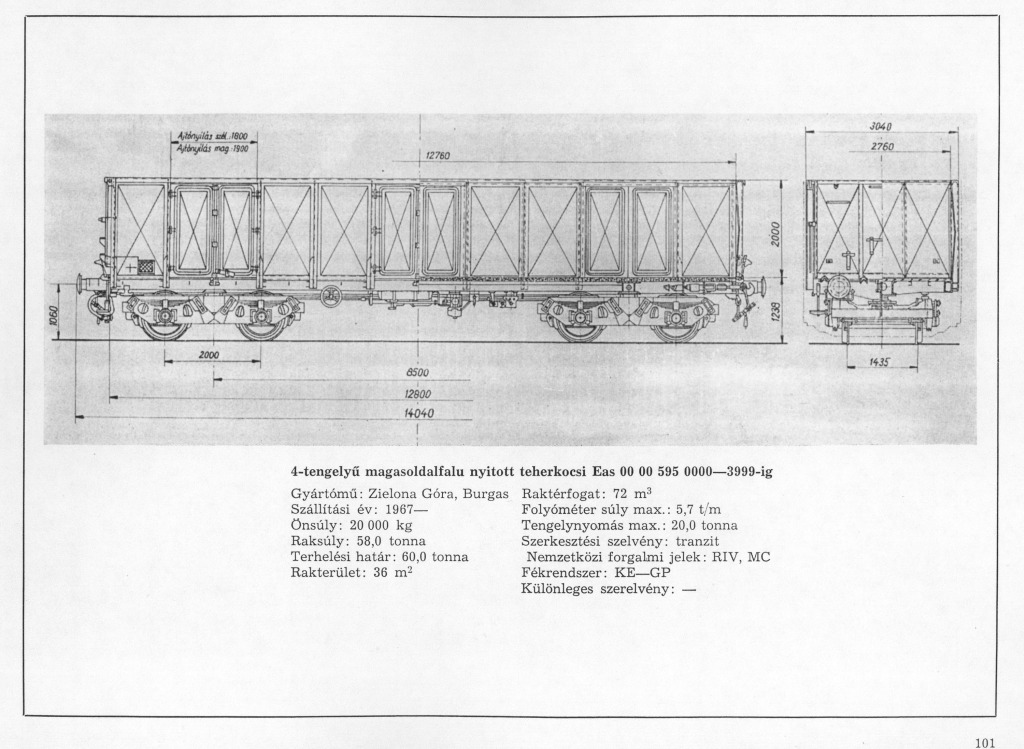 Ajtónyílás szél. 1800
Ajtónyílás mag. 1900
12760
3040
2760
2000
1060
1238
2000
1435
8500
12800
14040
4-tengelyű magasoldalfalu nyitott teherkocsi Eas 00 00 595 0000—3999-ig
Gyártómű: Zielona Góra, Burgas
Szállítási év: 1967—
Önsúly: 20 000 kg
Raksúly: 58,0 tonna
Terhelési határ: 60,0 tonna
Rakterület: 36 m²
Raktérfogat: 72 m³
Folyóméter súly max.: 5,7 t/m
Tengelynyomás max.: 20,0 tonna
Szerkesztési szelvény: tranzit
Nemzetközi forgalmi jelek: RIV, MC
Fékrendszer: KE—GP
Különleges szerelvény: —
101